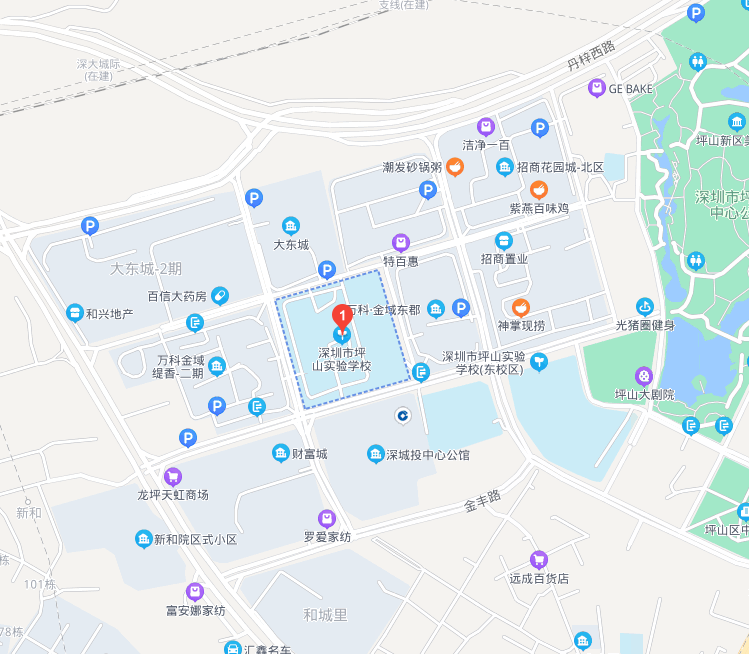 支线(在建)
深大城际
(在建)
丹梓西路
GE BAKE
洁净一百
坪山新区美
潮发砂锅粥
招商花园城-北区
紫燕百味鸡
深圳市坪
中心公
大东城
招商置业
特百惠
大东城-2期
百信大药房
和兴地产
1
万科·金域东郡
神掌现捞
光猪圈健身
深圳市坪
山实验学校
深圳市坪山实验
学校(东校区)
万科金域
缇香-二期
坪山大剧院
财富城
深城投中心公馆
龙坪天虹商场
金丰路
新和
罗爱家纺
坪山区中
新和院区式小区
栋
101栋
远成百货店
富安娜家纺
和城里
78栋
汇鑫名车